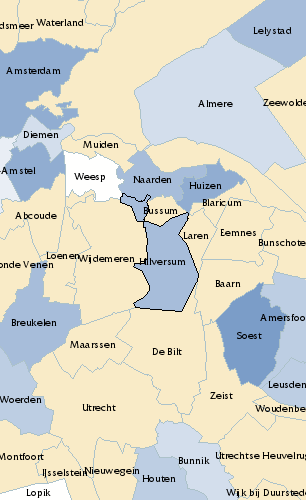 dsmeer
Waterland
Lelystad
Amsterdam
Almere
Zeewolde
Diemen
Muiden
-Amstel
Weesp
Naarden
Huizen
Blaricum
Bussum
Abcoude
Laren
Eemnes
Bunschote
Loenen
Wijdemeren
Hilversum
onde Venen
Baarn
Breukelen
Amersfoo
Soest
Maarssen
De Bilt
Leusden
Zeist
Woerden
Utrecht
Woudenbe
Montfoort
Nieuwegein
IJsselstein
Bunnik
Utrechtse Heuvelrug
Houten
Lopik
Wijk bij Duurstede